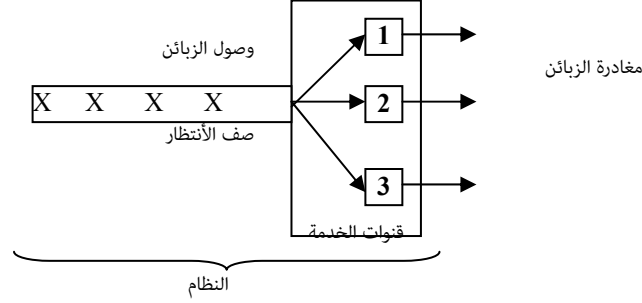 1
وصول الزبائن
مغادرة الزبائن
X X X X
2
صف الأنتظار
3
قنوات الخدمة
النظام